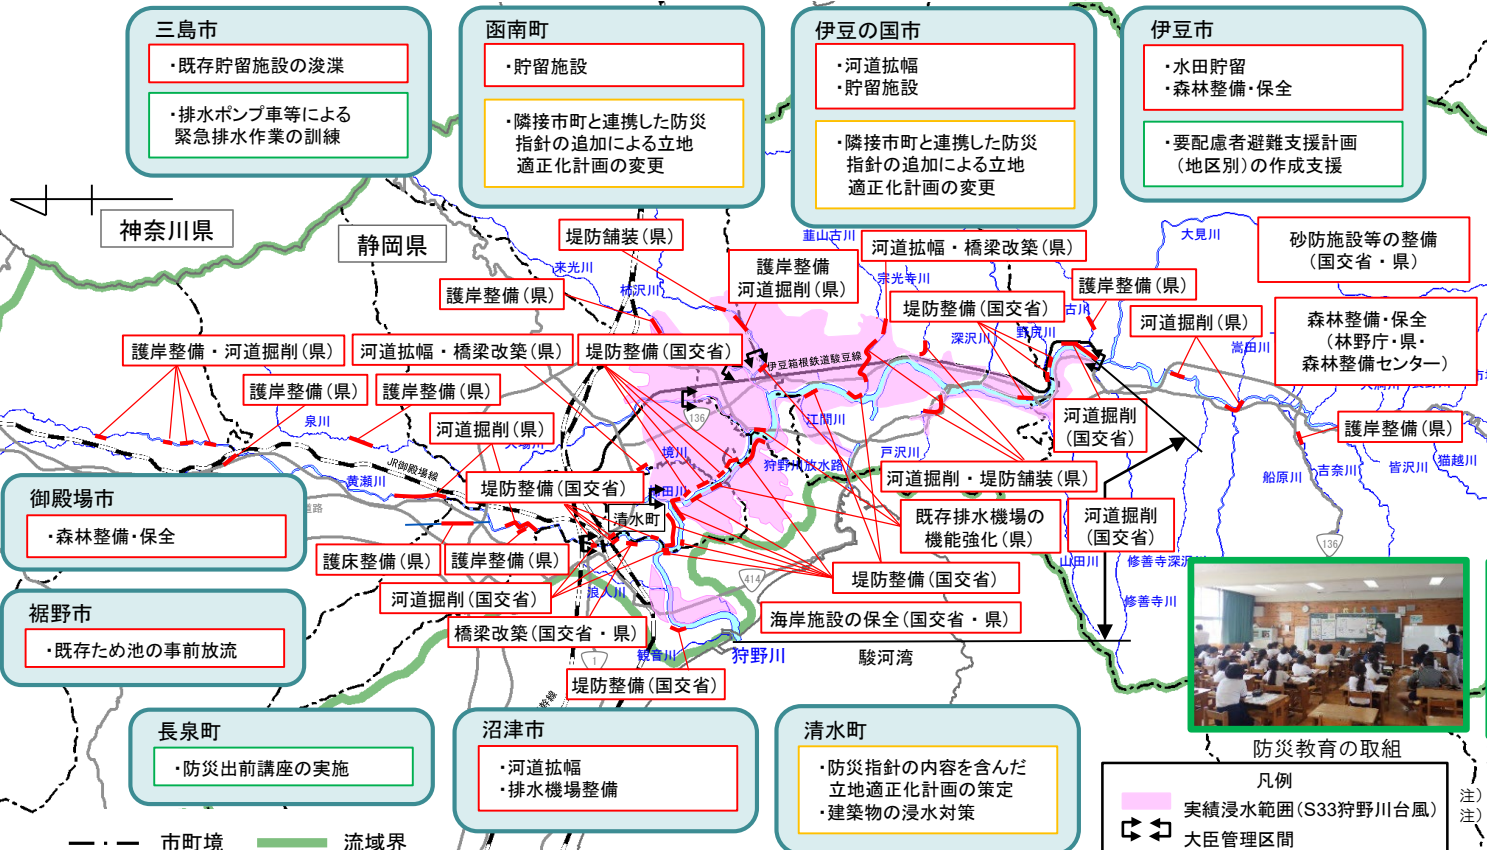 三島市
・既存貯留施設の浚渫
・排水ポンプ車等による
緊急排水作業の訓練
函南町
・貯留施設
・隣接市町と連携した防災
指針の追加による立地
適正化計画の変更
伊豆の国市
・河道拡幅
・貯留施設
・隣接市町と連携した防災
指針の追加による立地
適正化計画の変更
伊豆市
・水田貯留
・森林整備・保全
・要配慮者避難支援計画
(地区別)の作成支援
神奈川県
静岡県
堤防舗装(県)
韮山古川
河道拡幅・橋梁改築(県)
大見川
砂防施設等の整備
(国交省・県)
来光川
柿沢川
護岸整備
河道掘削(県)
宗光寺川
護岸整備(県)
護岸整備(県)
堤防整備(国交省)
古川
河道掘削(県)
森林整備・保全
(林野庁・県・
森林整備センター)
深沢川
嵩田川
護岸整備・河道掘削(県)
河道拡幅・橋梁改築(県)
堤防整備(国交省)
伊豆箱根鉄道駿豆線
護岸整備(県)
護岸整備(県)
泉川
河道掘削(県)
136
江間川
河道掘削
(国交省)
護岸整備(県)
JR御殿場線
境川
狩野川放水路
戸沢川
黄瀬川
河道掘削・堤防舗装(県)
船原川
吉奈川
皆沢川
猫越川
堤防整備(国交省)
清水町
既存排水機場の
機能強化(県)
河道掘削
(国交省)
御殿場市
・森林整備・保全
護床整備(県)
護岸整備(県)
136
山田川
修善寺川
414
堤防整備(国交省)
河道掘削(国交省)
浪人川
裾野市
・既存ため池の事前放流
海岸施設の保全(国交省・県)
橋梁改築(国交省・県)
観音川
狩野川
駿河湾
1
堤防整備(国交省)
長泉町
・防災出前講座の実施
沼津市
・河道拡幅
・排水機場整備
清水町
・防災指針の内容を含んだ
立地適正化計画の策定
・建築物の浸水対策
防災教育の取組
凡例
実績浸水範囲(S33狩野川台風)
大臣管理区間
注)
注)
市町境
流域界